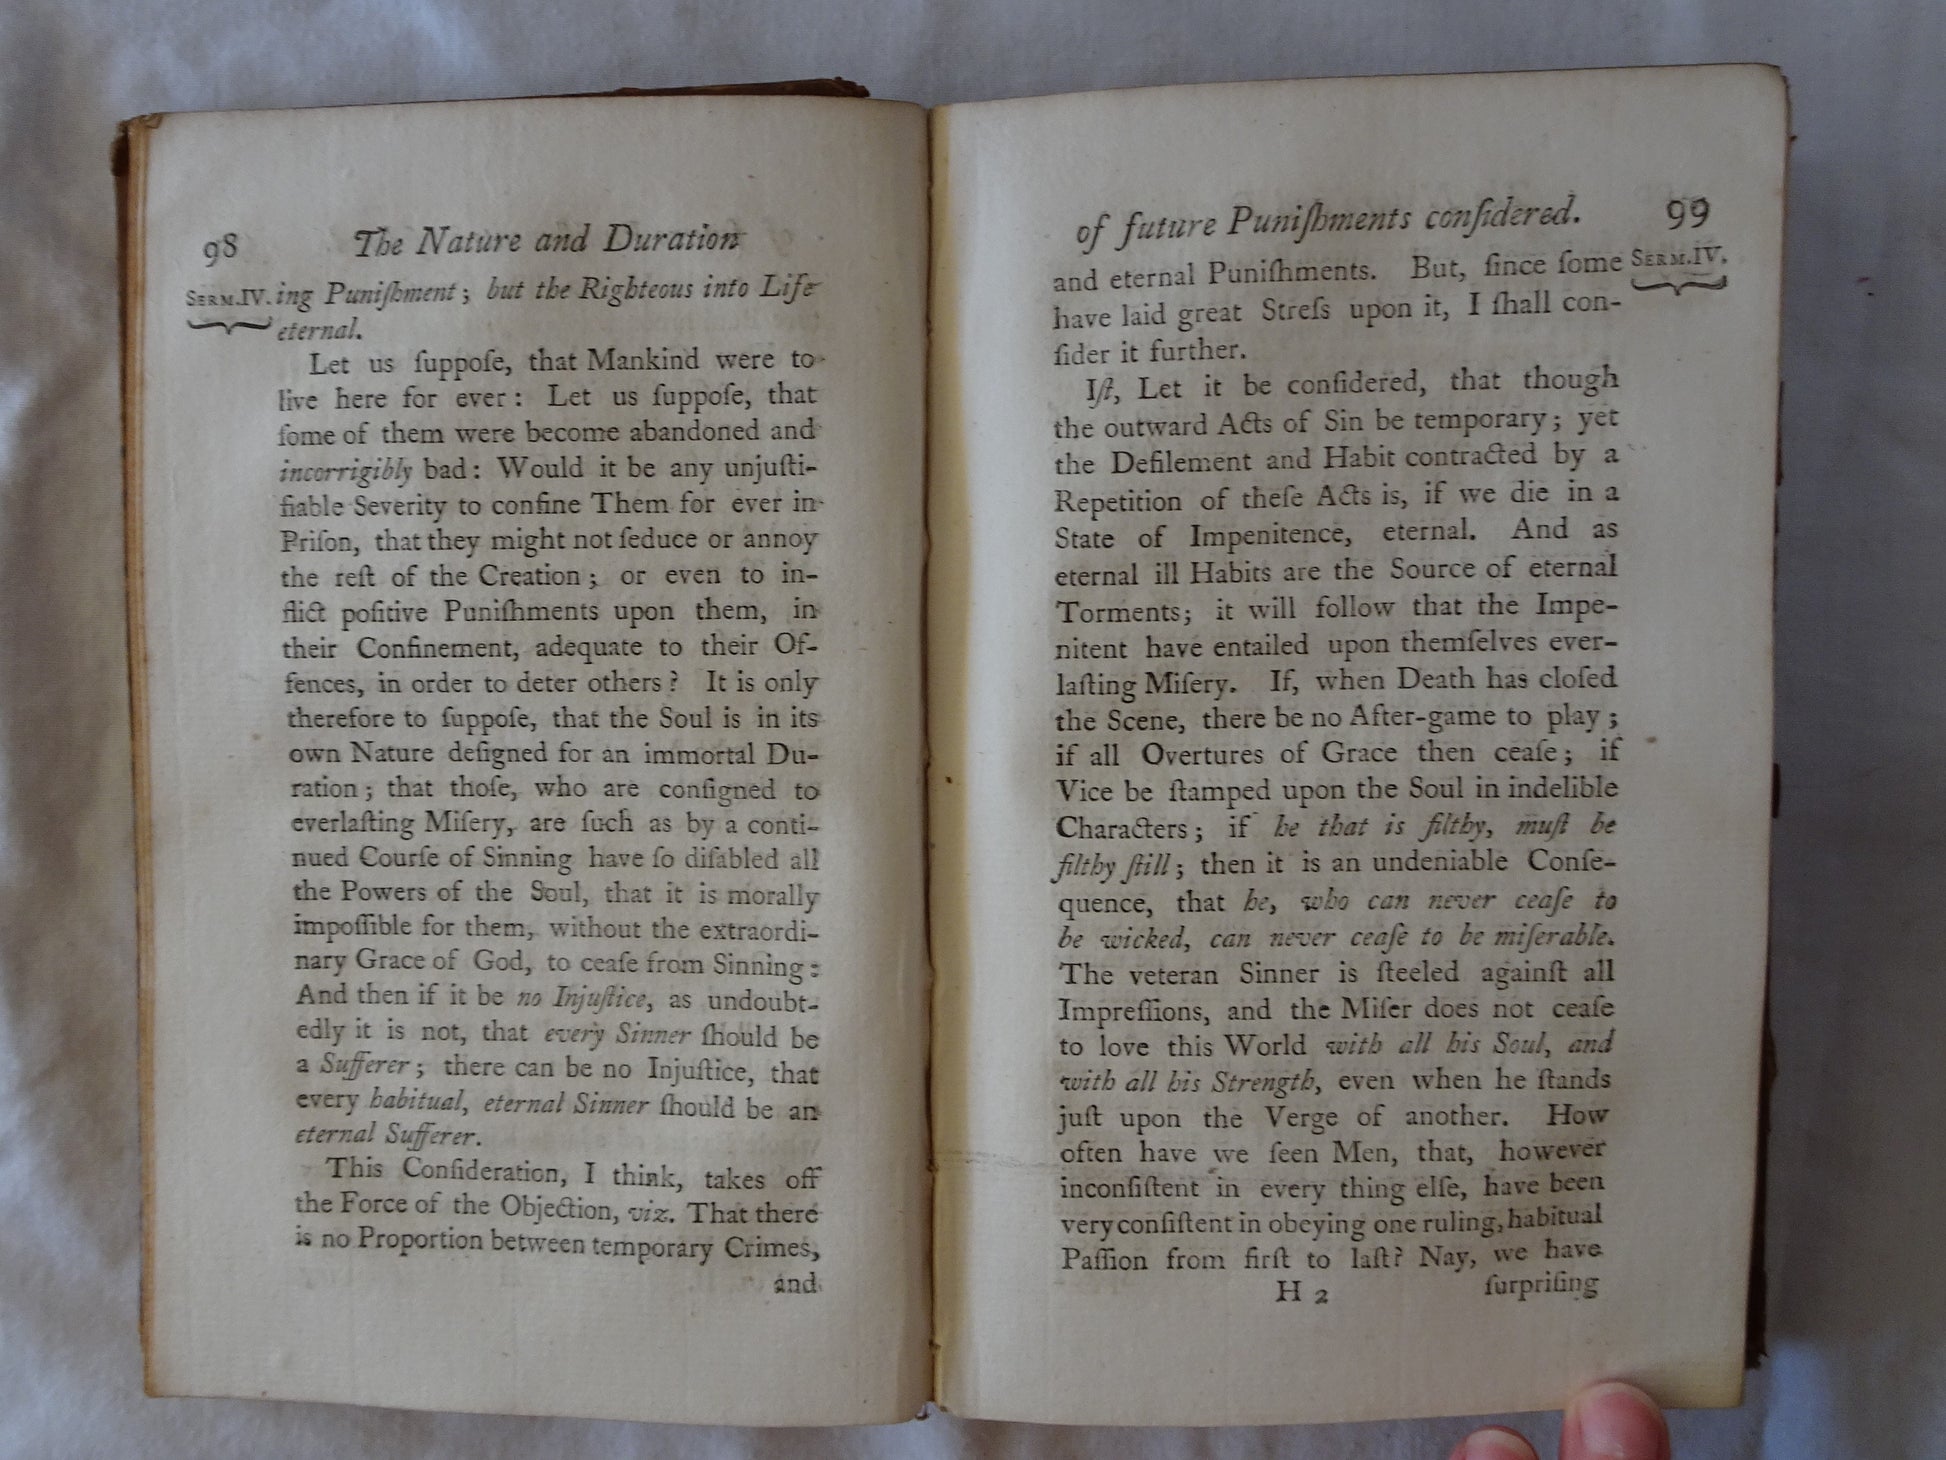 98 The Nature and Duration
SERM.IV. ing Puniſhment; but the Righteous into Life
eternal.
Let us ſuppoſe, that Mankind were to
live here for ever: Let us ſuppoſe, that
ſome of them were become abandoned and
incorrigibly bad: Would it be any unjuſti-
fiable Severity to confine Them for ever in
Priſon, that they might not ſeduce or annoy
the reſt of the Creation; or even to in-
flict poſitive Puniſhments upon them, in
their Confinement, adequate to their Of-
fences, in order to deter others? It is only
therefore to ſuppoſe, that the Soul is in its
own Nature deſigned for an immortal Du-
ration; that thoſe, who are conſigned to
everlaſting Miſery, are ſuch as by a conti-
nued Courſe of Sinning have ſo diſabled all
the Powers of the Soul, that it is morally
impoſſible for them, without the extraordi-
nary Grace of God, to ceaſe from Sinning:
And then if it be no Injuſtice, as undoubt-
edly it is not, that every Sinner ſhould be
a Sufferer; there can be no Injuſtice, that
every habitual, eternal Sinner ſhould be an
eternal Sufferer.
This Conſideration, I think, takes off
the Force of the Objection, viz. That there
is no Proportion between temporary Crimes,
and
of future Puniſhments conſidered. 99
and eternal Puniſhments. But, ſince ſome SERM.IV.
have laid great Streſs upon it, I ſhall con-
ſider it further.
Iſt, Let it be conſidered, that though
the outward Acts of Sin be temporary; yet
the Defilement and Habit contracted by a
Repetition of theſe Acts is, if we die in a
State of Impenitence, eternal. And as
eternal ill Habits are the Source of eternal
Torments; it will follow that the Impe-
nitent have entailed upon themſelves ever-
laſting Miſery. If, when Death has cloſed
the Scene, there be no After-game to play;
if all Overtures of Grace then ceaſe; if
Vice be ſtamped upon the Soul in indelible
Characters; if he that is filthy, muſt be
filthy ſtill; then it is an undeniable Conſe-
quence, that he, who can never ceaſe to
be wicked, can never ceaſe to be miſerable.
The veteran Sinner is ſteeled againſt all
Impreſſions, and the Miſer does not ceaſe
to love this World with all his Soul, and
with all his Strength, even when he ſtands
juſt upon the Verge of another. How
often have we ſeen Men, that, however
inconſiſtent in every thing elſe, have been
very conſiſtent in obeying one ruling, habitual
Paſſion from firſt to laſt? Nay, we have
H 2 ſurpriſing